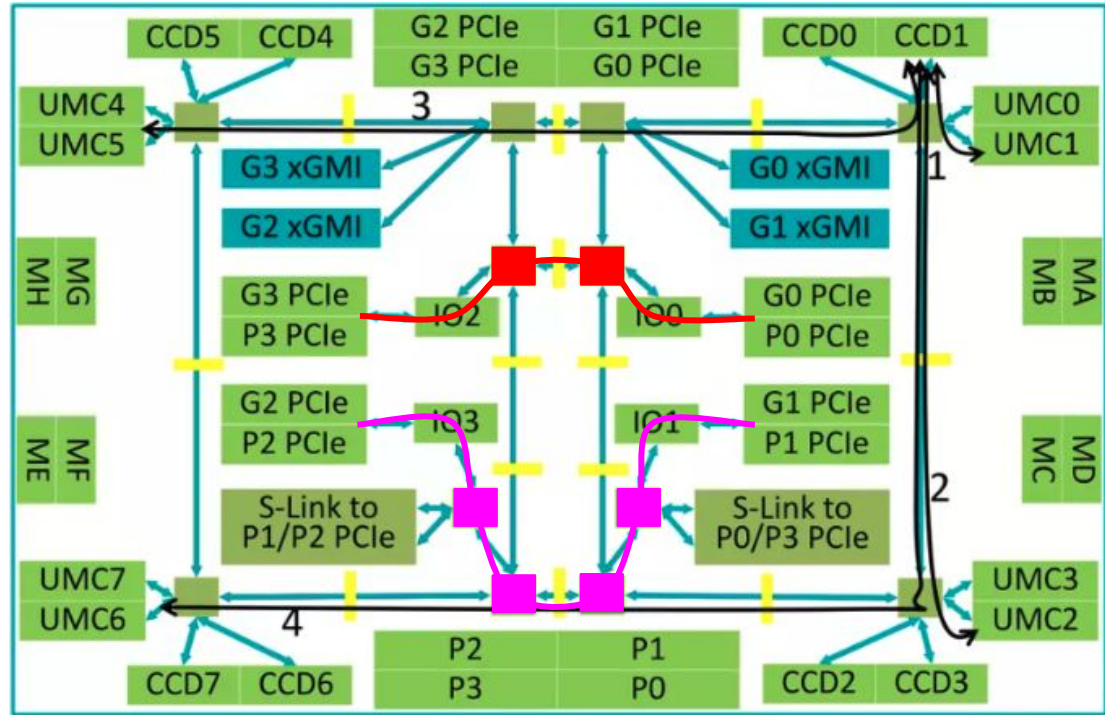 G2 PCIe G1 PCIe
CCD5 CCD4 CCD0 CCD1
G3 PCIe G0 PCIe
UMC4 3 UMC0
UMC5 UMC1
G3 xGMI G0 xGMI 1
G2 xGMI G1 xGMI
MH MG MB MA
G3 PCIe G0 PCIe
IO2 IO0
P3 PCIe P0 PCIe
G2 PCIe G1 PCIe
IO3 IO1
P2 PCIe P1 PCIe
ME MF MC MD
2
S-Link to S-Link to
P1/P2 PCIe P0/P3 PCIe
UMC7 UMC3
UMC6 UMC2
4
P2 P1
CCD7 CCD6 CCD2 CCD3
P3 P0